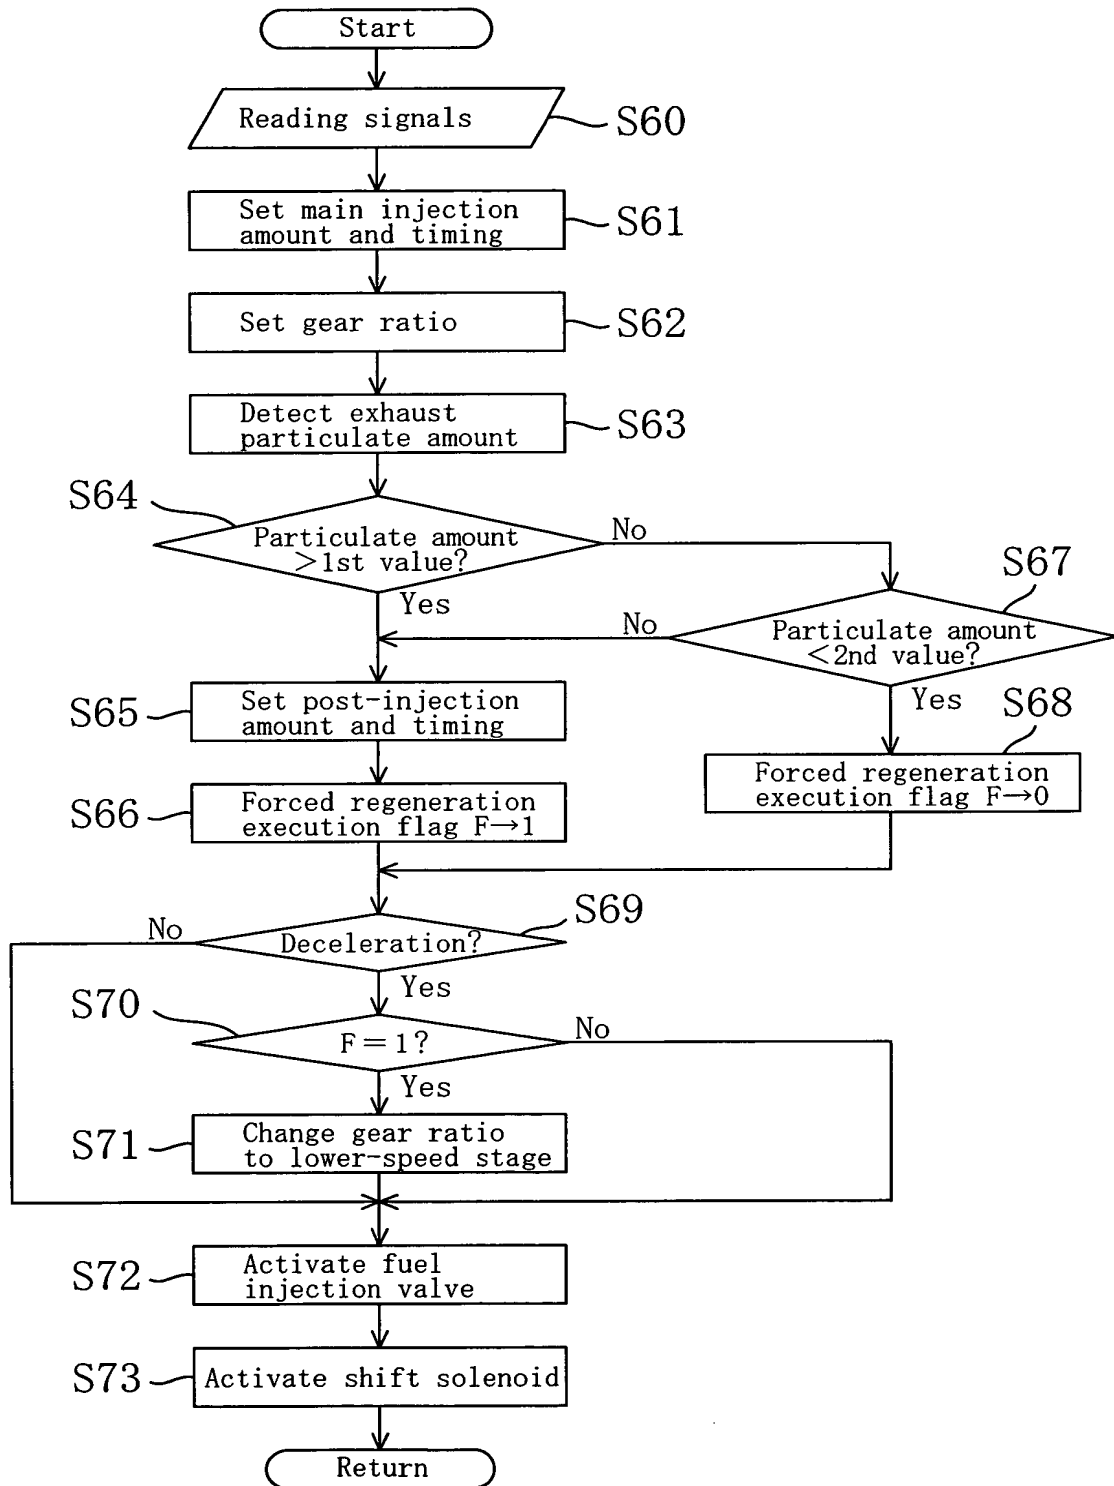 Start
Reading signals
S60
Set main injection
amount and timing
S61
Set gear ratio
S62
Detect exhaust
particulate amount
S63
S64
Particulate amount
>1st value?
No
Yes
S67
Particulate amount
<2nd value?
No
Yes
S65
Set post-injection
amount and timing
S68
Forced regeneration
execution flag F→0
S66
Forced regeneration
execution flag F→1
S69
Deceleration?
No
Yes
S70
F=1?
No
Yes
S71
Change gear ratio
to lower-speed stage
S72
Activate fuel
injection valve
S73
Activate shift solenoid
Return